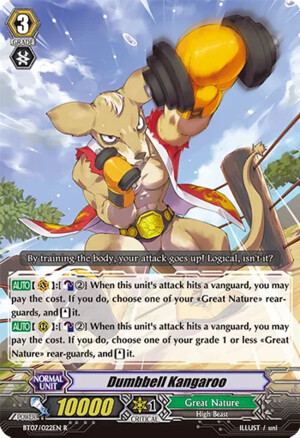 3
GRADE
By training the body, your attack goes up! Logical, isn't it?
AUTO [V] 1/T [②] When this unit's attack hits a vanguard, you may
pay the cost. If you do, choose one of your «Great Nature» rear-
guards, and [ ] it.
AUTO [R] 1/T [②] When this unit's attack hits a vanguard, you may
pay the cost. If you do, choose one of your grade 1 or less «Great
Nature» rear-guards, and [ ] it.
NORMAL
UNIT
Dumbbell Kangaroo
POWER
10000
1
CRITICAL
Great Nature
High Beast
BT07/022EN R
ILLUST / uni